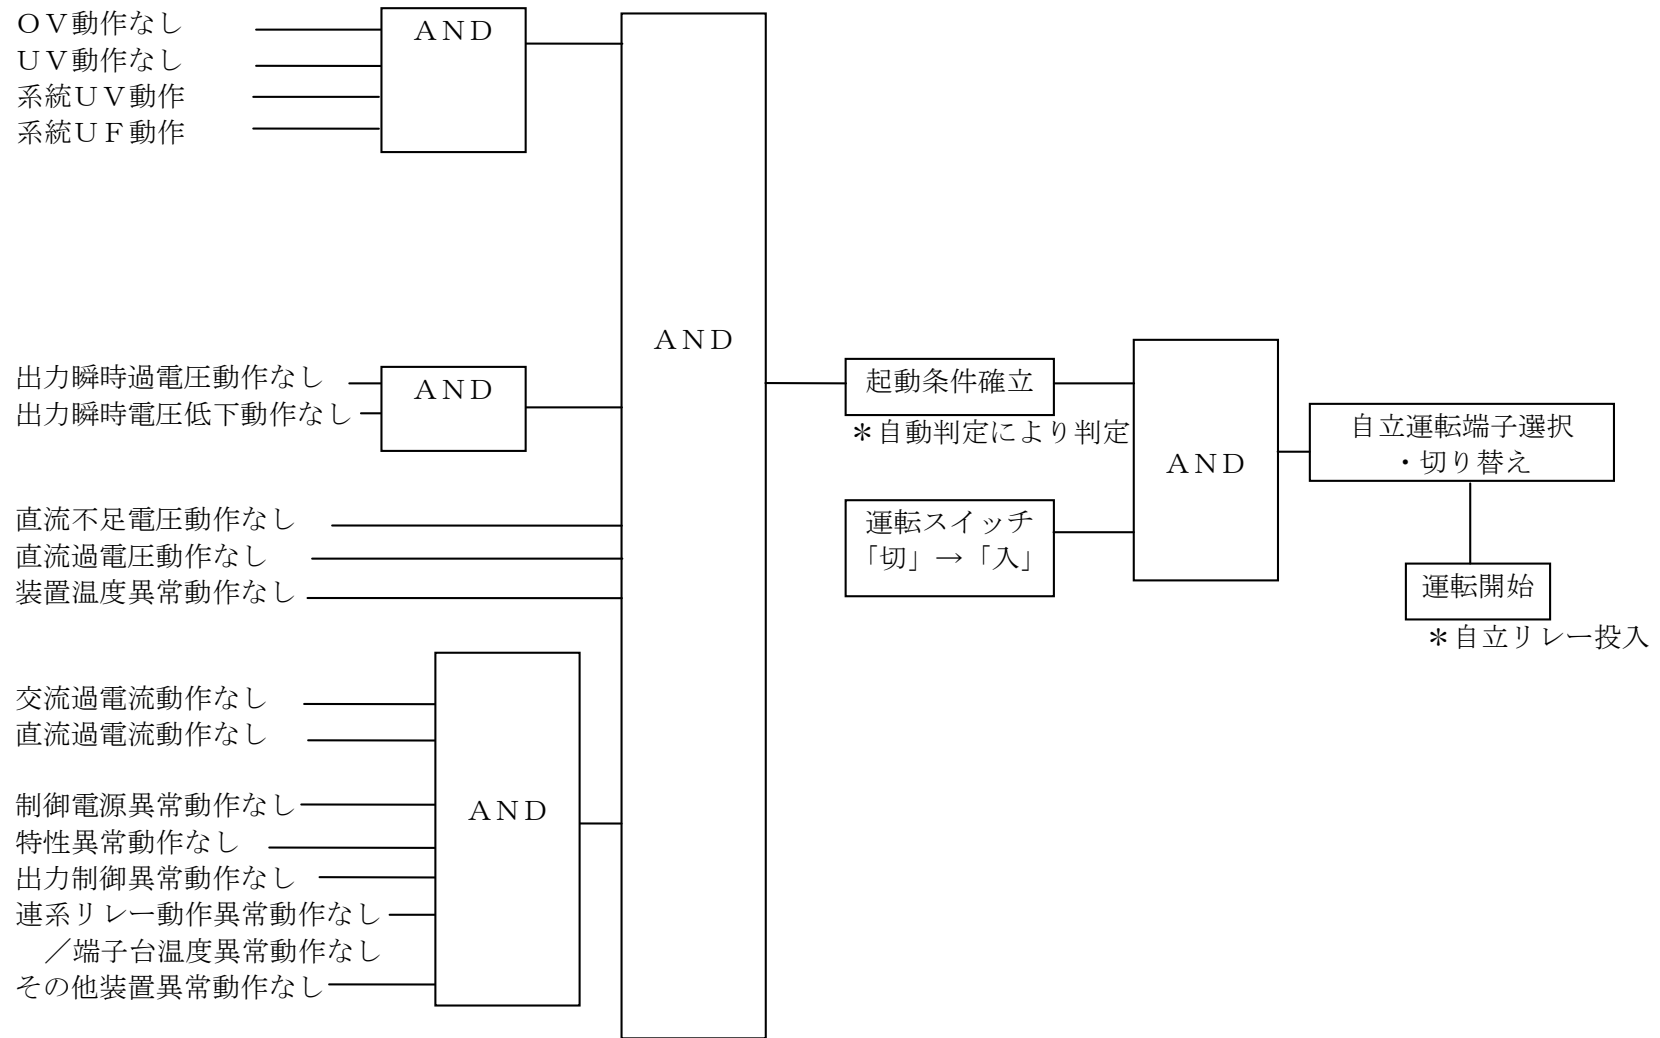 OV動作なし
UV動作なし
系統UV動作
系統UF動作
AND
出力瞬時過電圧動作なし
出力瞬時電圧低下動作なし
AND
直流不足電圧動作なし
直流過電圧動作なし
装置温度異常動作なし
交流過電流動作なし
直流過電流動作なし
制御電源異常動作なし
特性異常動作なし
出力制御異常動作なし
連系リレー動作異常動作なし
／端子台温度異常動作なし
その他装置異常動作なし
AND
AND
起動条件確立
＊自動判定により判定
運転スイッチ
「切」→「入」
AND
自立運転端子選択
・切り替え
運転開始
＊自立リレー投入